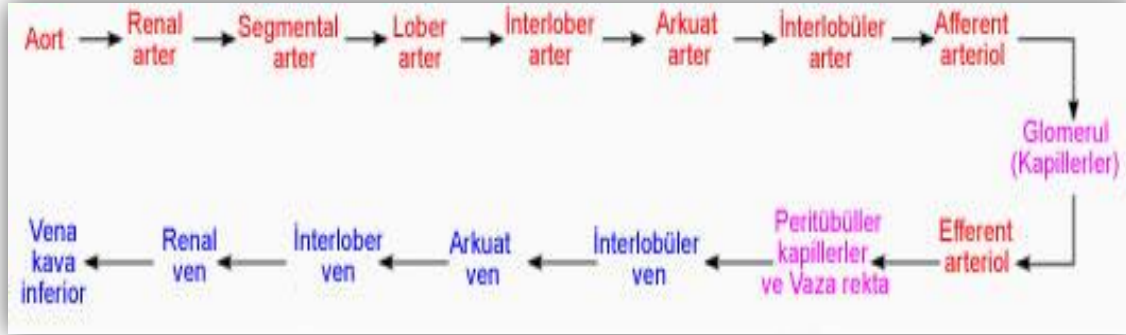 Aort
Renal
arter
Segmental
arter
Lober
arter
İnterlober
arter
Arkuat
arter
İnterlobüler
arter
Afferent
arteriol
Glomerul
(Kapillerler)
Efferent
arteriol
Peritübüller
kapillerler
ve Vaza rekta
İnterlobüler
ven
Arkuat
ven
İnterlober
ven
Renal
ven
Vena
kava
inferior